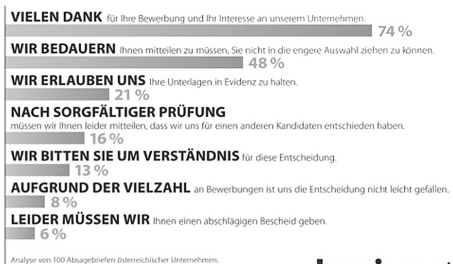 VIELEN DANK für Ihre Bewerbung und Ihr Interesse an unserem Unternehmen.
74 %
WIR BEDAUERN Ihnen mitteilen zu müssen, Sie nicht in die engere Auswahl ziehen zu können.
48 %
WIR ERLAUBEN UNS Ihre Unterlagen in Evidenz zu halten.
21 %
NACH SORGFÄLTIGER PRÜFUNG
müssen wir Ihnen leider mitteilen, dass wir uns für einen anderen Kandidaten entschieden haben.
16 %
WIR BITTEN SIE UM VERSTÄNDNIS für diese Entscheidung.
13 %
AUFGRUND DER VIELZAHL an Bewerbungen ist uns die Entscheidung nicht leicht gefallen.
8 %
LEIDER MÜSSEN WIR Ihnen einen abschlägigen Bescheid geben.
6 %
Analyse von 100 Absagebriefen österreichischer Unternehmen.